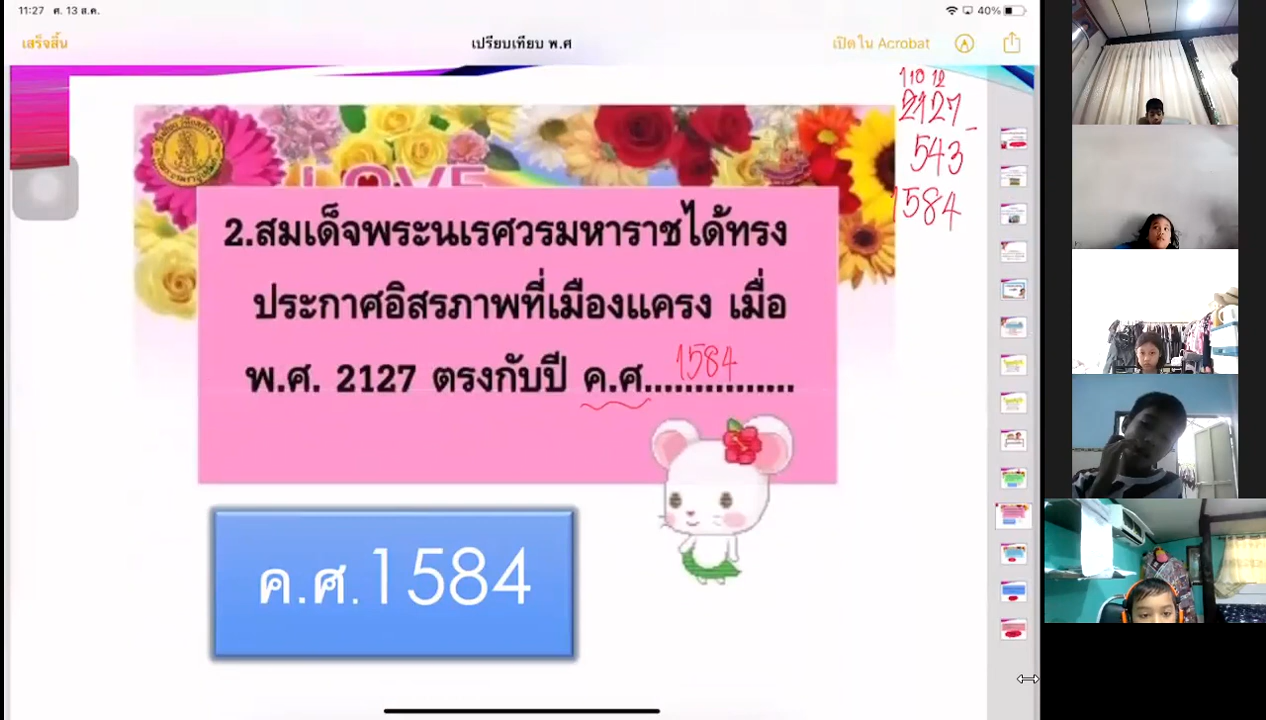 11:27 ศ. 13 ส.ค.
40%
เสร็จสิ้น
เปรียบเทียบ พ.ศ
เปิดใน Acrobat
LOVE
2.สมเด็จพระนเรศวรมหาราชได้ทรง
ประกาศอิสรภาพที่เมืองแครง เมื่อ
พ.ศ. 2127 ตรงกับปี ค.ศ...............
1584
ค.ศ.1584
1 10 12
2127 -
543
1584